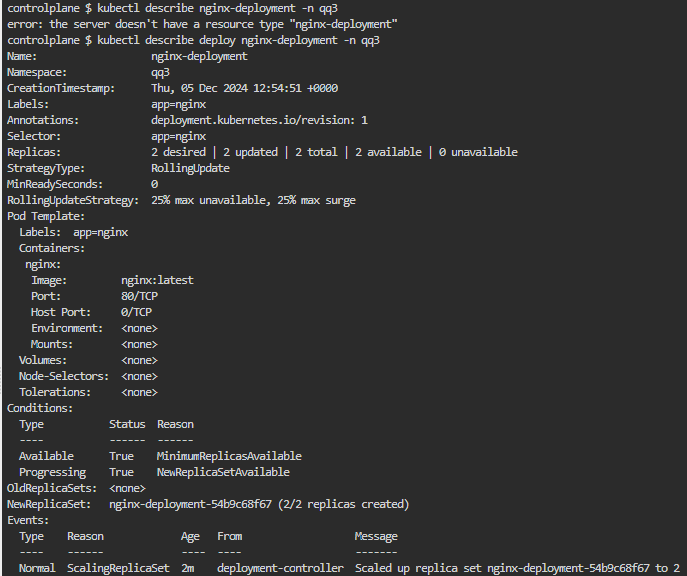 controlplane $ kubectl describe nginx-deployment -n qq3
error: the server doesn't have a resource type "nginx-deployment"
controlplane $ kubectl describe deploy nginx-deployment -n qq3
Name:                   nginx-deployment
Namespace:              qq3
CreationTimestamp:      Thu, 05 Dec 2024 12:54:51 +0000
Labels:                 app=nginx
Annotations:            deployment.kubernetes.io/revision: 1
Selector:               app=nginx
Replicas:               2 desired | 2 updated | 2 total | 2 available | 0 unavailable
StrategyType:           RollingUpdate
MinReadySeconds:        0
RollingUpdateStrategy:  25% max unavailable, 25% max surge
Pod Template:
  Labels:  app=nginx
  Containers:
   nginx:
    Image:         nginx:latest
    Port:          80/TCP
    Host Port:     0/TCP
    Environment:   <none>
    Mounts:        <none>
  Volumes:         <none>
  Node-Selectors:  <none>
  Tolerations:     <none>
Conditions:
  Type           Status  Reason
  ----           ------  ------
  Available      True    MinimumReplicasAvailable
  Progressing    True    NewReplicaSetAvailable
OldReplicaSets:  <none>
NewReplicaSet:   nginx-deployment-54b9c68f67 (2/2 replicas created)
Events:
  Type    Reason             Age   From                   Message
  ----    ------             ----  ----                   -------
  Normal  ScalingReplicaSet  2m    deployment-controller  Scaled up replica set nginx-deployment-54b9c68f67 to 2